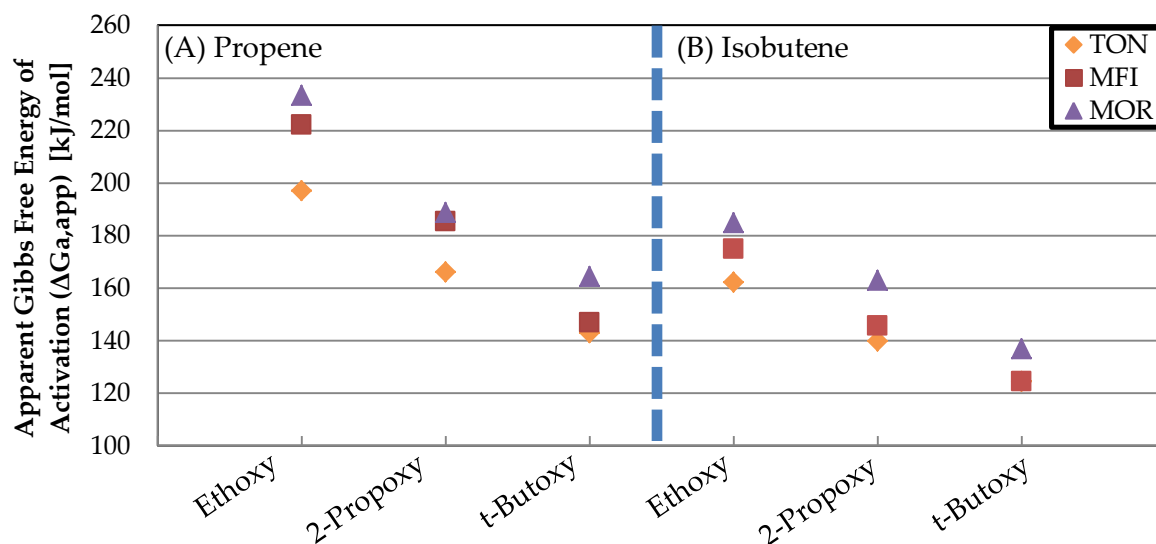 Apparent Gibbs Free Energy of
Activation (ΔGa,app) [kJ/mol]
260
240
220
200
180
160
140
120
100
(A) Propene
(B) Isobutene
TON
MFI
MOR
Ethoxy
2-Propoxy
t-Butoxy
Ethoxy
2-Propoxy
t-Butoxy